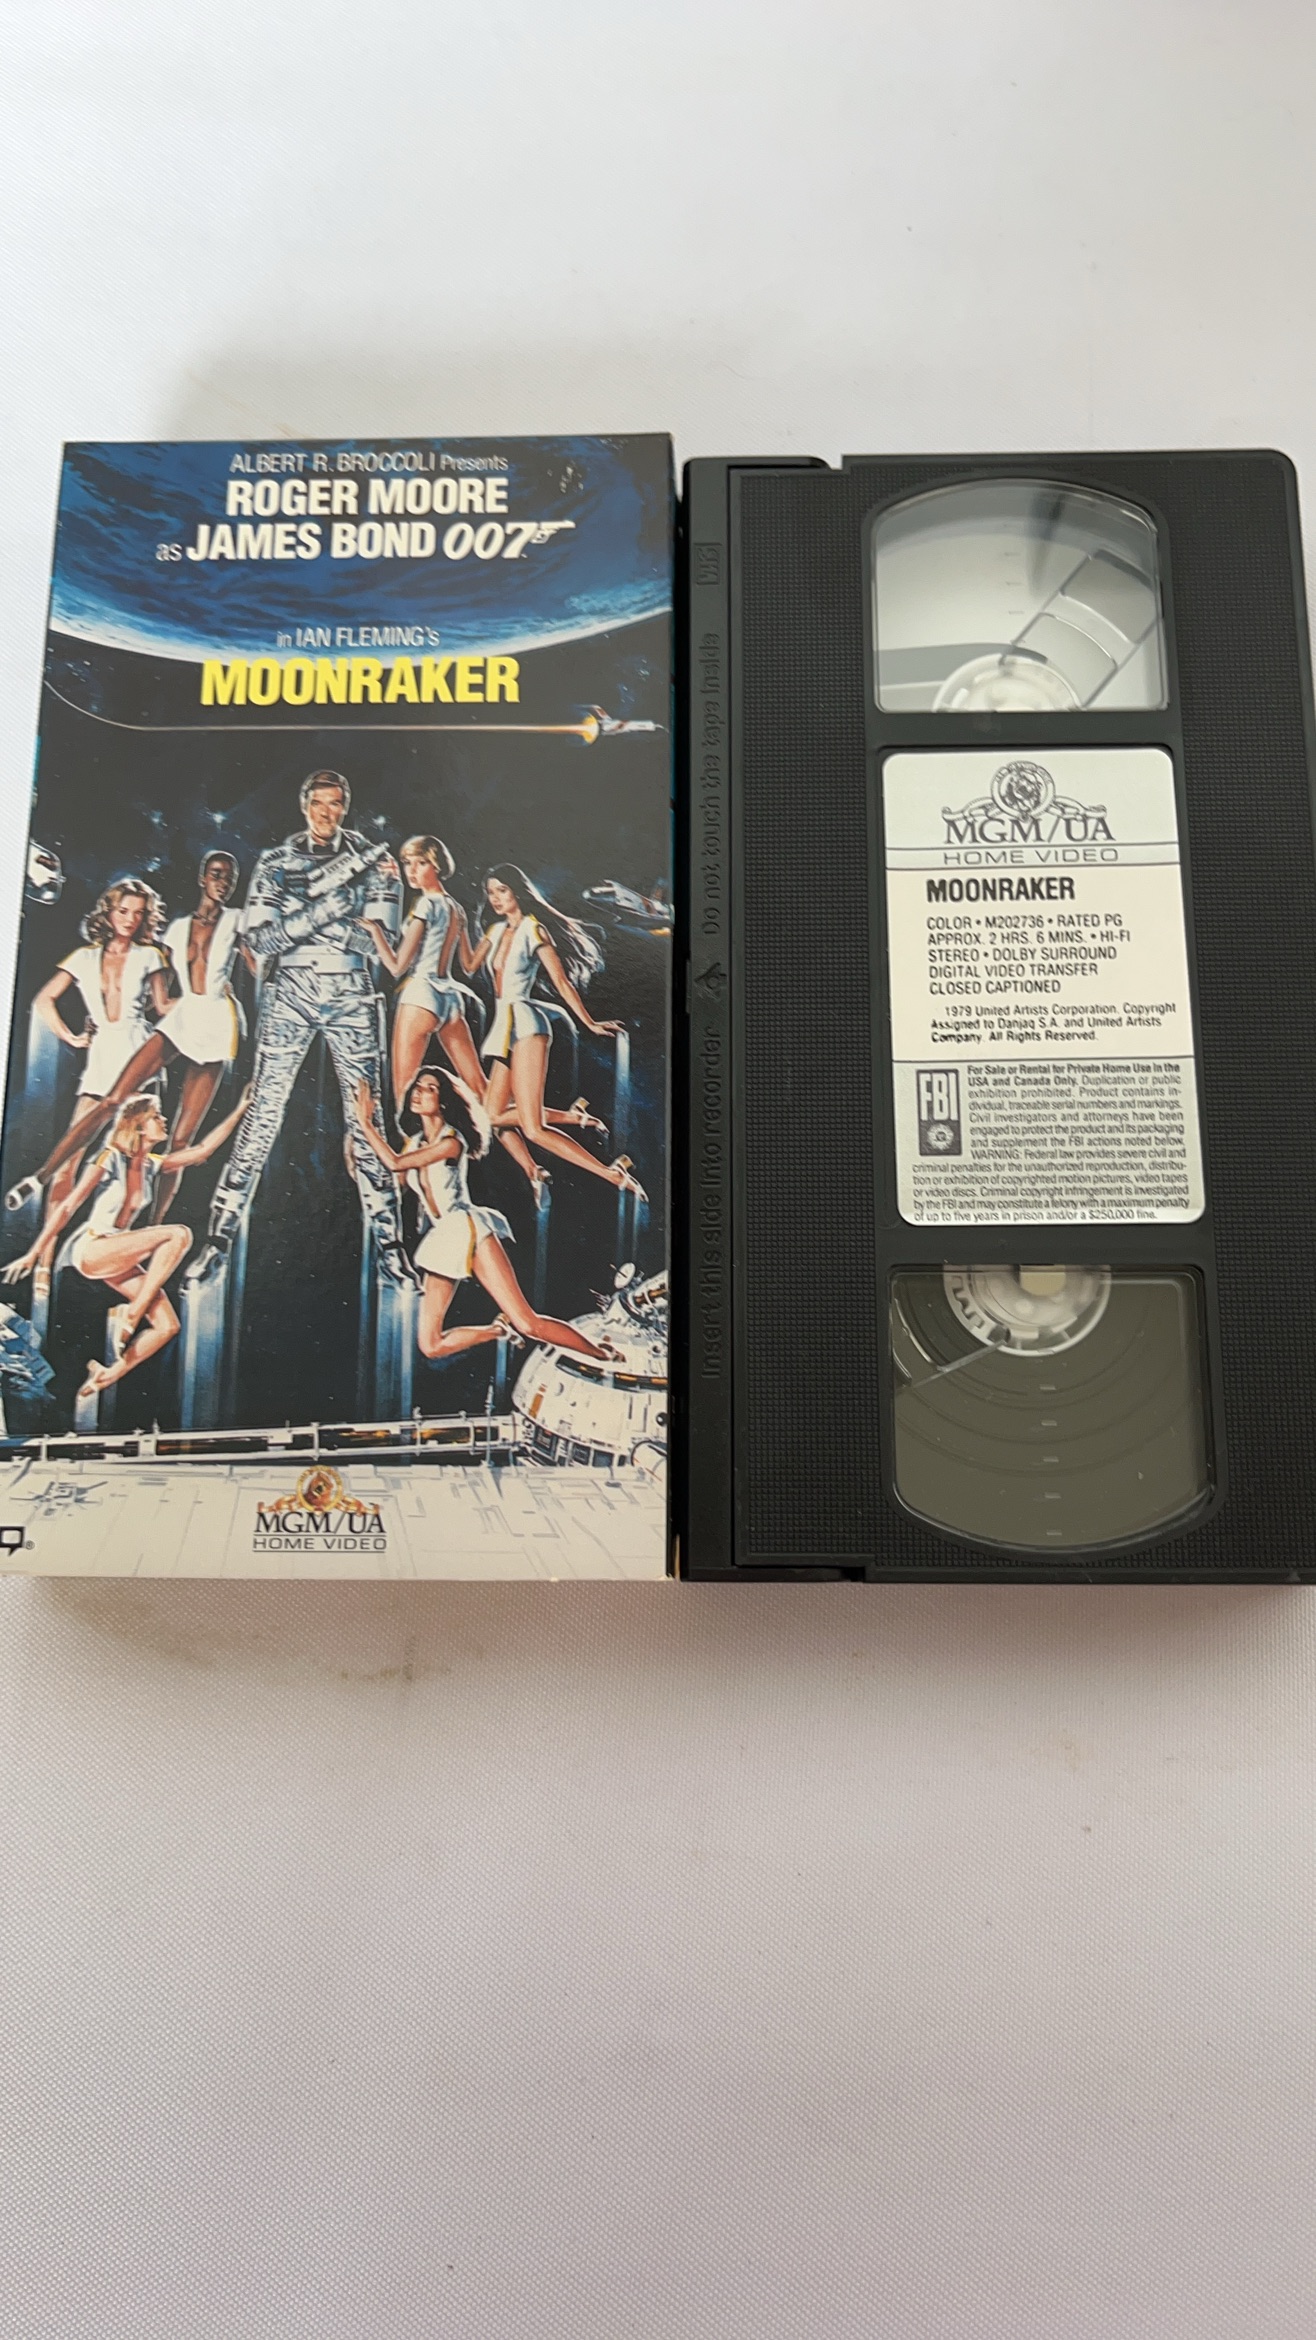 ALBERT R. BROCCOLI Presents
ROGER MOORE
as JAMES BOND 007
in IAN FLEMING's
MOONRAKER
MGM/UA
HOME VIDEO
®
VHS
Insert this side into recorder
Do not touch the tape inside
MGM/UA
HOME VIDEO
MOONRAKER
COLOR • M202736 • RATED PG
APPROX. 2 HRS. 6 MINS. • HI-FI
STEREO • DOLBY SURROUND
DIGITAL VIDEO TRANSFER
CLOSED CAPTIONED
1979 United Artists Corporation. Copyright
Assigned to Danjaq S.A. and United Artists
Company. All Rights Reserved.
FBI
For Sale or Rental for Private Home Use in the
USA and Canada Only. Duplication or public
exhibition prohibited. Product contains in-
dividual, traceable serial numbers and markings.
Civil investigators and attorneys have been
engaged to protect the product and its packaging
and supplement the FBI actions noted below.
WARNING: Federal law provides severe civil and
criminal penalties for the unauthorized reproduction, distribu-
tion or exhibition of copyrighted motion pictures, video tapes
or video discs. Criminal copyright infringement is investigated
by the FBI and may constitute a felony with a maximum penalty
of up to five years in prison and/or a $250,000 fine.